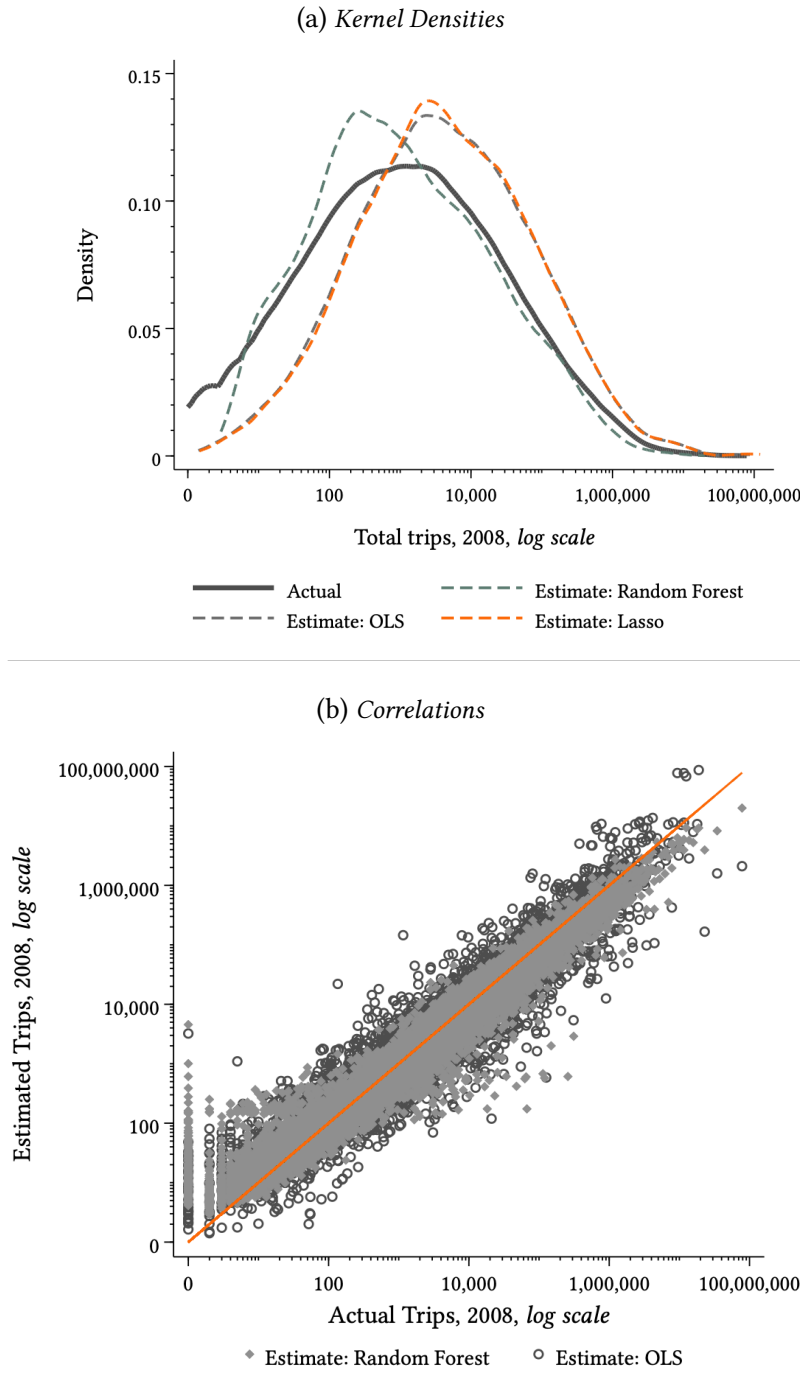 (a) Kernel Densities
0.15
0.10
0.05
0
Density
0
100
10,000
1,000,000
100,000,000
Total trips, 2008, log scale
Actual
Estimate: Random Forest
Estimate: OLS
Estimate: Lasso
(b) Correlations
100,000,000
1,000,000
10,000
100
0
Estimated Trips, 2008, log scale
0
100
10,000
1,000,000
100,000,000
Actual Trips, 2008, log scale
Estimate: Random Forest
Estimate: OLS